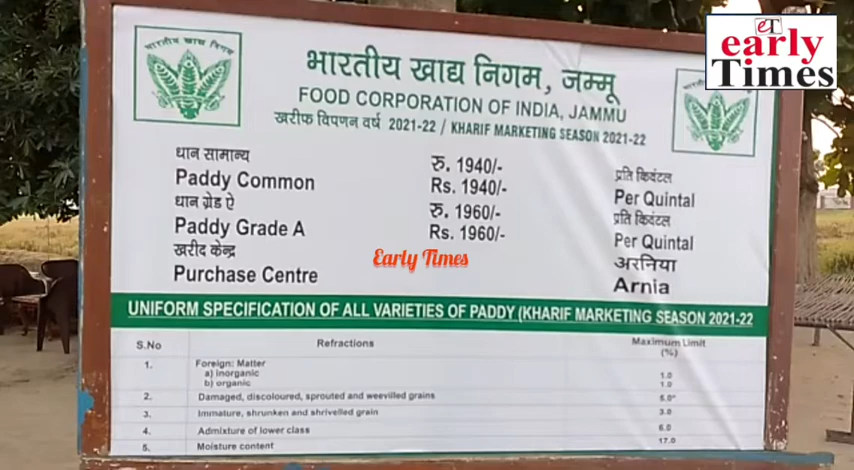 eT
early
Times
भारतीय खाद्य निगम
भारतीय खाद्य निगम, जम्मू
FOOD CORPORATION OF INDIA, JAMMU
खरीफ विपणन वर्ष 2021-22 / KHARIF MARKETING SEASON 2021-22
धान सामान्य रु. 1940/- प्रति किवंटल
Paddy Common Rs. 1940/- Per Quintal
धान ग्रेड ऐ रु. 1960/- प्रति किवंटल
Paddy Grade A Rs. 1960/- Per Quintal
खरीद केन्द्र अरनिया
Purchase Centre Arnia
Early Times
UNIFORM SPECIFICATION OF ALL VARIETIES OF PADDY (KHARIF MARKETING SEASON 2021-22
S.No Refractions Maximum Limit
(%)
1. Foreign: Matter
a) inorganic 1.0
b) organic 1.0
2. Damaged, discoloured, sprouted and weevilled grains 5.0*
3. Immature, shrunken and shrivelled grain 3.0
4. Admixture of lower class 6.0
5. Moisture content 17.0